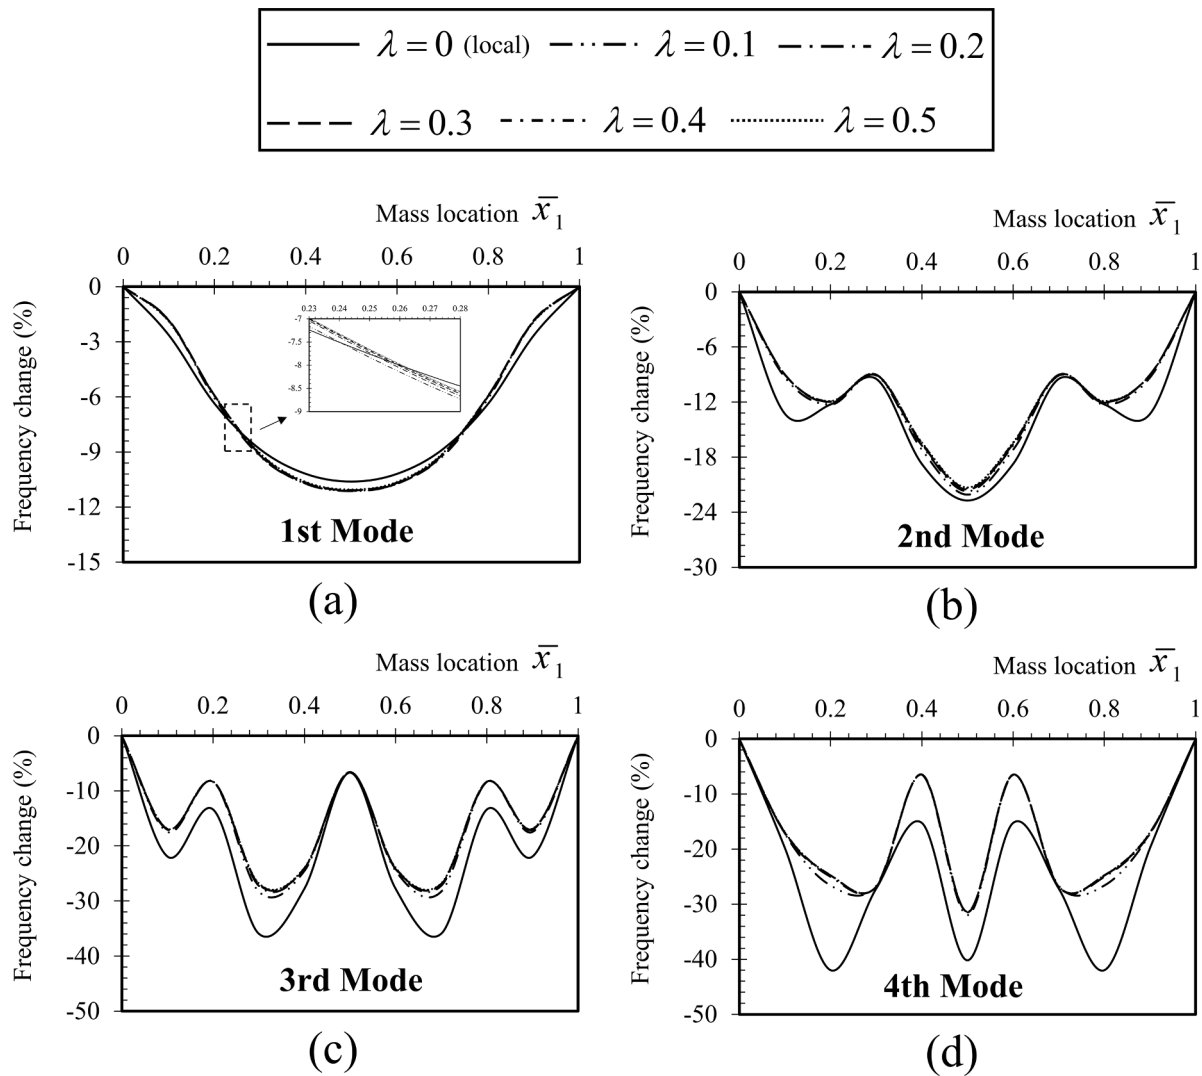 λ = 0 (local) λ = 0.1 λ = 0.2
λ = 0.3 λ = 0.4 λ = 0.5
Mass location x̄₁
0 0.2 0.4 0.6 0.8 1
Frequency change (%)
0
-3
-6
-9
-12
-15
0.23 0.24 0.25 0.26 0.27 0.28
-7
-7.5
-8
-8.5
-9
1st Mode
(a)
Mass location x̄₁
0 0.2 0.4 0.6 0.8 1
Frequency change (%)
0
-6
-12
-18
-24
-30
2nd Mode
(b)
Mass location x̄₁
0 0.2 0.4 0.6 0.8 1
Frequency change (%)
0
-10
-20
-30
-40
-50
3rd Mode
(c)
Mass location x̄₁
0 0.2 0.4 0.6 0.8 1
Frequency change (%)
0
-10
-20
-30
-40
-50
4th Mode
(d)